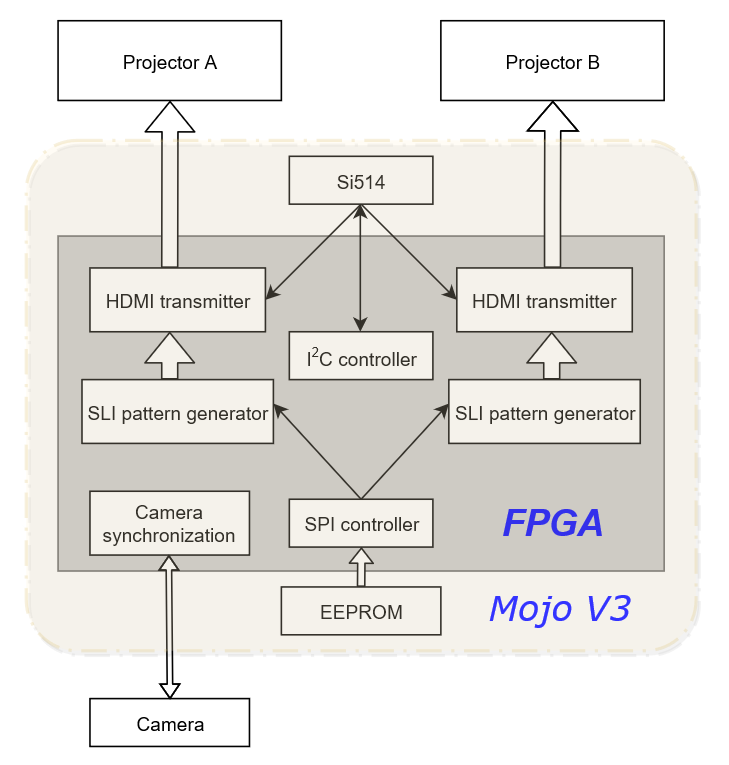 Projector A
Projector B
Si514
HDMI transmitter
HDMI transmitter
I²C controller
SLI pattern generator
SLI pattern generator
Camera
synchronization
SPI controller
FPGA
EEPROM
Mojo V3
Camera